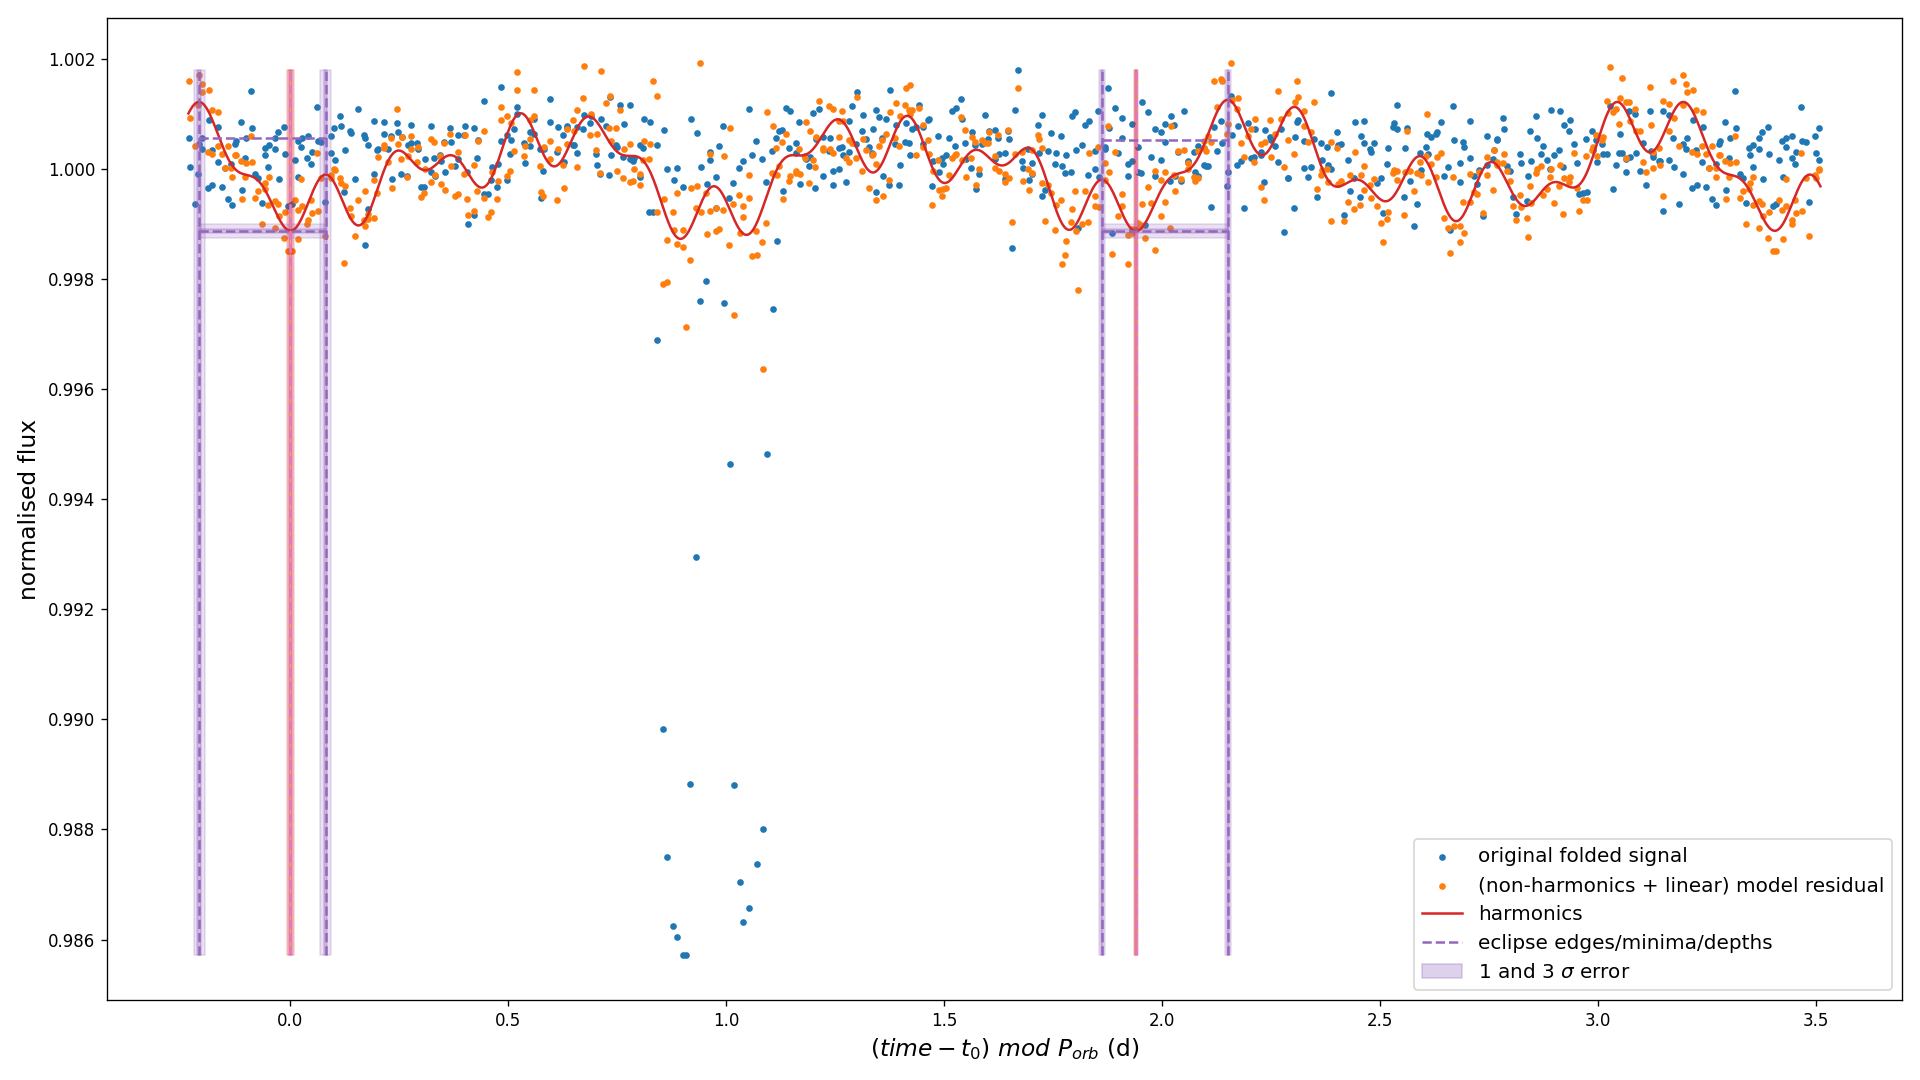 1.002
1.000
0.998
0.996
0.994
0.992
0.990
0.988
0.986
normalised flux
0.0 0.5 1.0 1.5 2.0 2.5 3.0 3.5
(time − t₀) mod P_orb (d)
original folded signal
(non-harmonics + linear) model residual
harmonics
eclipse edges/minima/depths
1 and 3 σ error